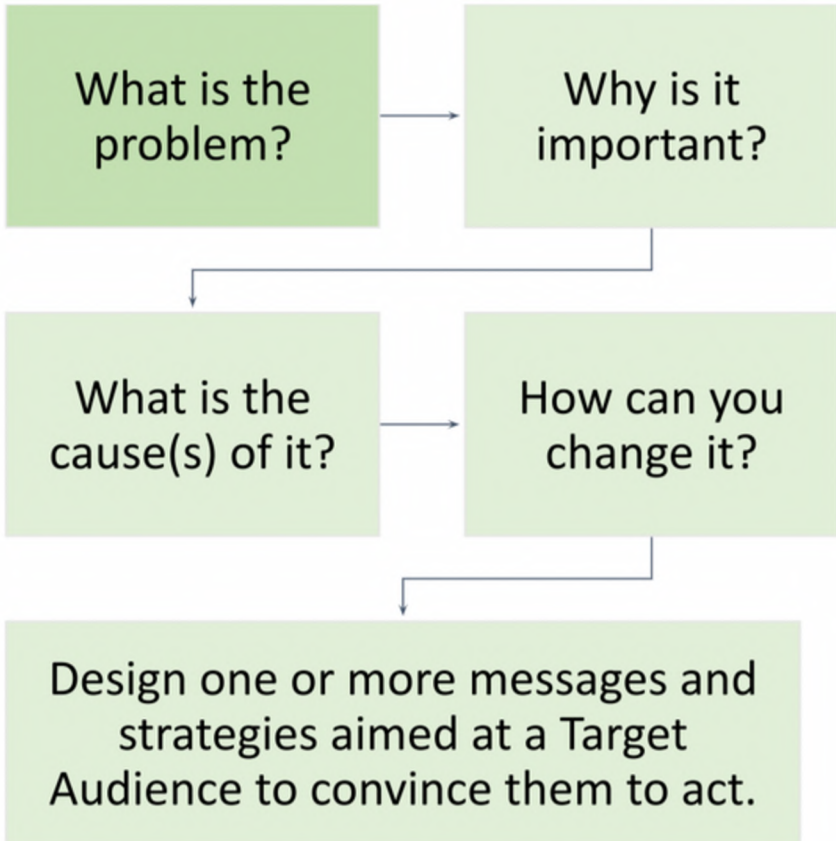 What is the
problem?
Why is it
important?
What is the
cause(s) of it?
How can you
change it?
Design one or more messages and
strategies aimed at a Target
Audience to convince them to act.